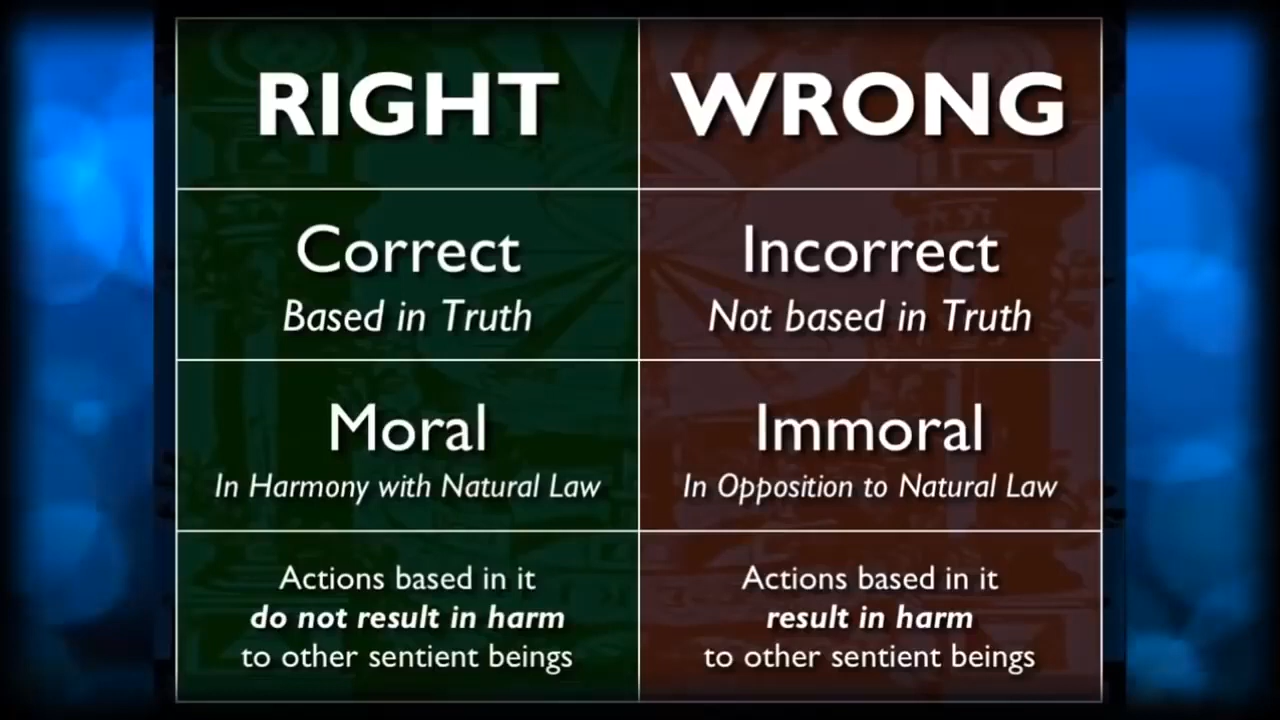 RIGHT
WRONG
Correct
Based in Truth
Incorrect
Not based in Truth
Moral
In Harmony with Natural Law
Immoral
In Opposition to Natural Law
Actions based in it
do not result in harm
to other sentient beings
Actions based in it
result in harm
to other sentient beings